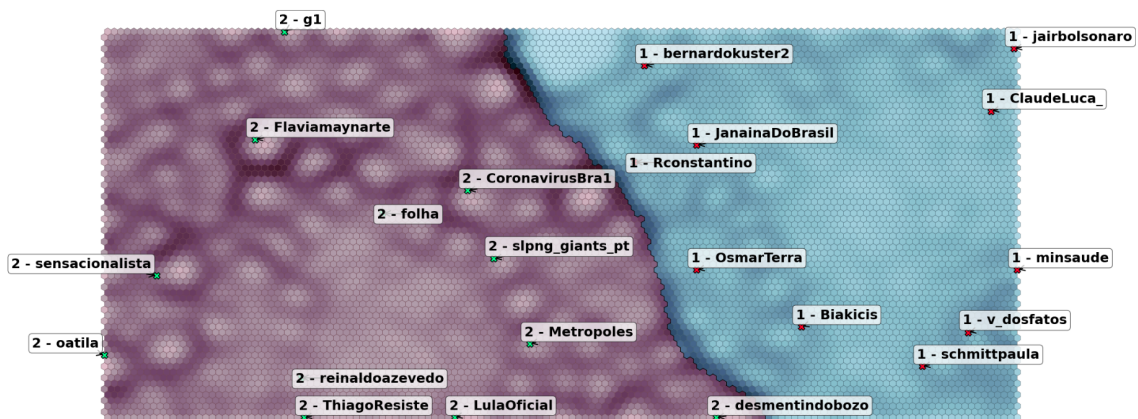 2 - g1
1 - jairbolsonaro
1 - bernardokuster2
1 - ClaudeLuca_
2 - Flaviamaynarte
1 - JanainaDoBrasil
1 - Rconstantino
2 - CoronavirusBra1
2 - folha
2 - slpng_giants_pt
2 - sensacionalista
1 - OsmarTerra
1 - minsaude
1 - Biakicis
1 - v_dosfatos
2 - Metropoles
2 - oatila
1 - schmittpaula
2 - reinaldoazevedo
2 - ThiagoResiste
2 - LulaOficial
2 - desmentindobozo